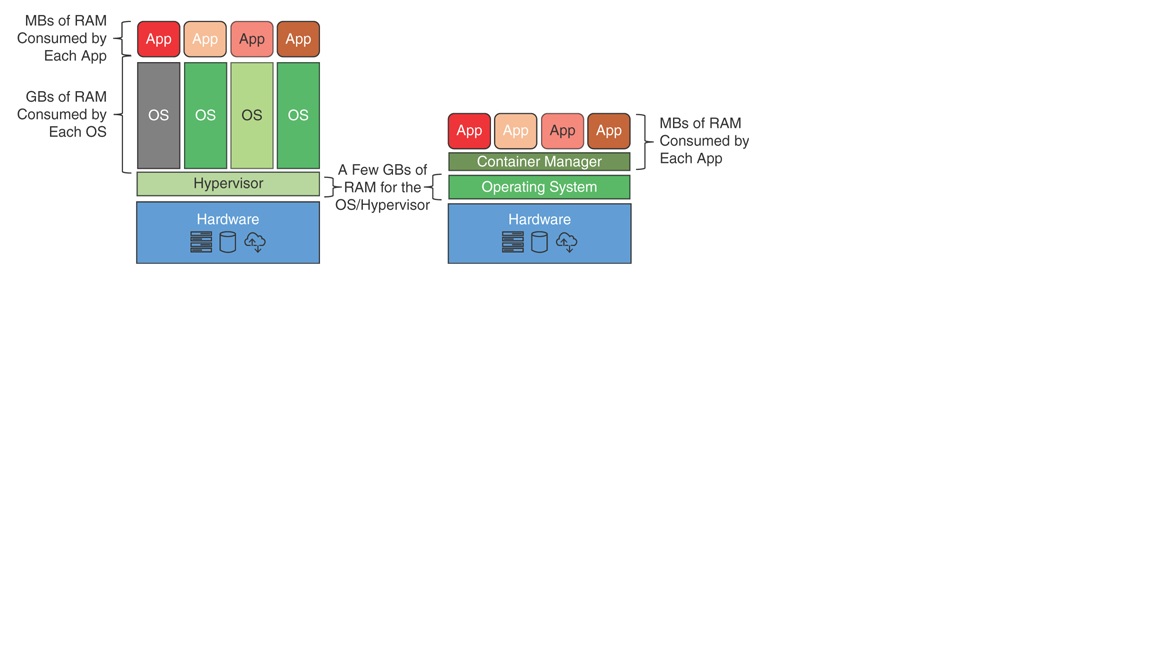 MBs of RAM
Consumed by
Each App
App App App App
GBs of RAM
Consumed by
Each OS
OS OS OS OS
Hypervisor
Hardware
A Few GBs of
RAM for the
OS/Hypervisor
App App App App
Container Manager
Operating System
Hardware
MBs of RAM
Consumed by
Each App